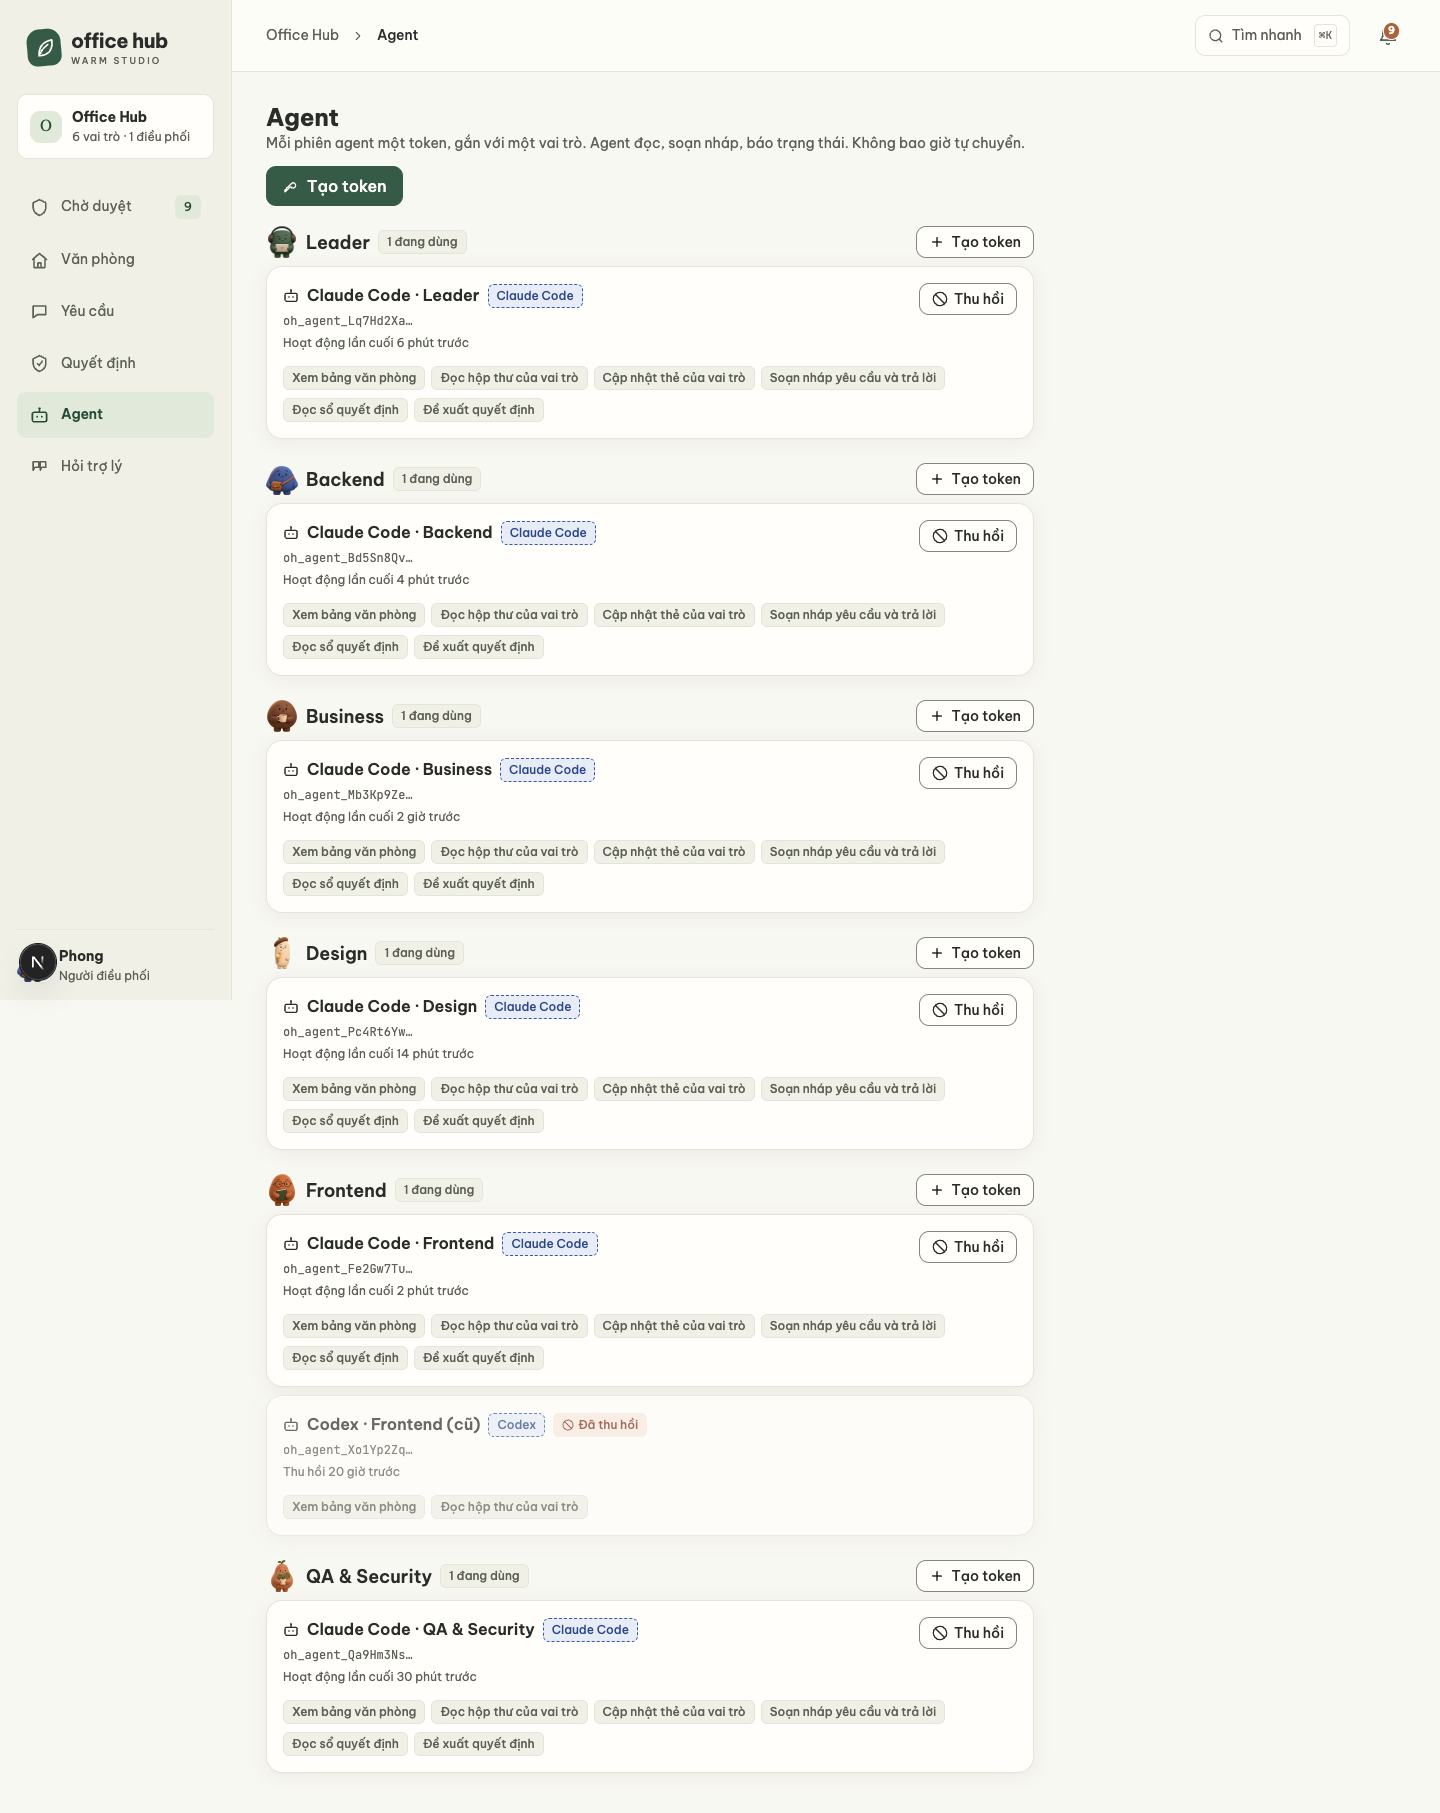 office hub
WARM STUDIO
O
Office Hub
6 vai trò · 1 điều phối
Chờ duyệt
9
Văn phòng
Yêu cầu
Quyết định
Agent
Hỏi trợ lý
N
Phong
Người điều phối
Office Hub
Agent
Tìm nhanh
⌘K
9
Agent
Mỗi phiên agent một token, gắn với một vai trò. Agent đọc, soạn nháp, báo trạng thái. Không bao giờ tự chuyển.
Tạo token
Leader
1 đang dùng
Tạo token
Claude Code · Leader
Claude Code
Thu hồi
oh_agent_Lq7Hd2Xa…
Hoạt động lần cuối 6 phút trước
Xem bảng văn phòng
Đọc hộp thư của vai trò
Cập nhật thẻ của vai trò
Soạn nháp yêu cầu và trả lời
Đọc sổ quyết định
Đề xuất quyết định
Backend
1 đang dùng
Tạo token
Claude Code · Backend
Claude Code
Thu hồi
oh_agent_Bd5Sn8Qv…
Hoạt động lần cuối 4 phút trước
Xem bảng văn phòng
Đọc hộp thư của vai trò
Cập nhật thẻ của vai trò
Soạn nháp yêu cầu và trả lời
Đọc sổ quyết định
Đề xuất quyết định
Business
1 đang dùng
Tạo token
Claude Code · Business
Claude Code
Thu hồi
oh_agent_Mb3Kp9Ze…
Hoạt động lần cuối 2 giờ trước
Xem bảng văn phòng
Đọc hộp thư của vai trò
Cập nhật thẻ của vai trò
Soạn nháp yêu cầu và trả lời
Đọc sổ quyết định
Đề xuất quyết định
Design
1 đang dùng
Tạo token
Claude Code · Design
Claude Code
Thu hồi
oh_agent_Pc4Rt6Yw…
Hoạt động lần cuối 14 phút trước
Xem bảng văn phòng
Đọc hộp thư của vai trò
Cập nhật thẻ của vai trò
Soạn nháp yêu cầu và trả lời
Đọc sổ quyết định
Đề xuất quyết định
Frontend
1 đang dùng
Tạo token
Claude Code · Frontend
Claude Code
Thu hồi
oh_agent_Fe2Gw7Tu…
Hoạt động lần cuối 2 phút trước
Xem bảng văn phòng
Đọc hộp thư của vai trò
Cập nhật thẻ của vai trò
Soạn nháp yêu cầu và trả lời
Đọc sổ quyết định
Đề xuất quyết định
Codex · Frontend (cũ)
Codex
Đã thu hồi
oh_agent_Xo1Yp2Zq…
Thu hồi 20 giờ trước
Xem bảng văn phòng
Đọc hộp thư của vai trò
QA & Security
1 đang dùng
Tạo token
Claude Code · QA & Security
Claude Code
Thu hồi
oh_agent_Qa9Hm3Ns…
Hoạt động lần cuối 30 phút trước
Xem bảng văn phòng
Đọc hộp thư của vai trò
Cập nhật thẻ của vai trò
Soạn nháp yêu cầu và trả lời
Đọc sổ quyết định
Đề xuất quyết định